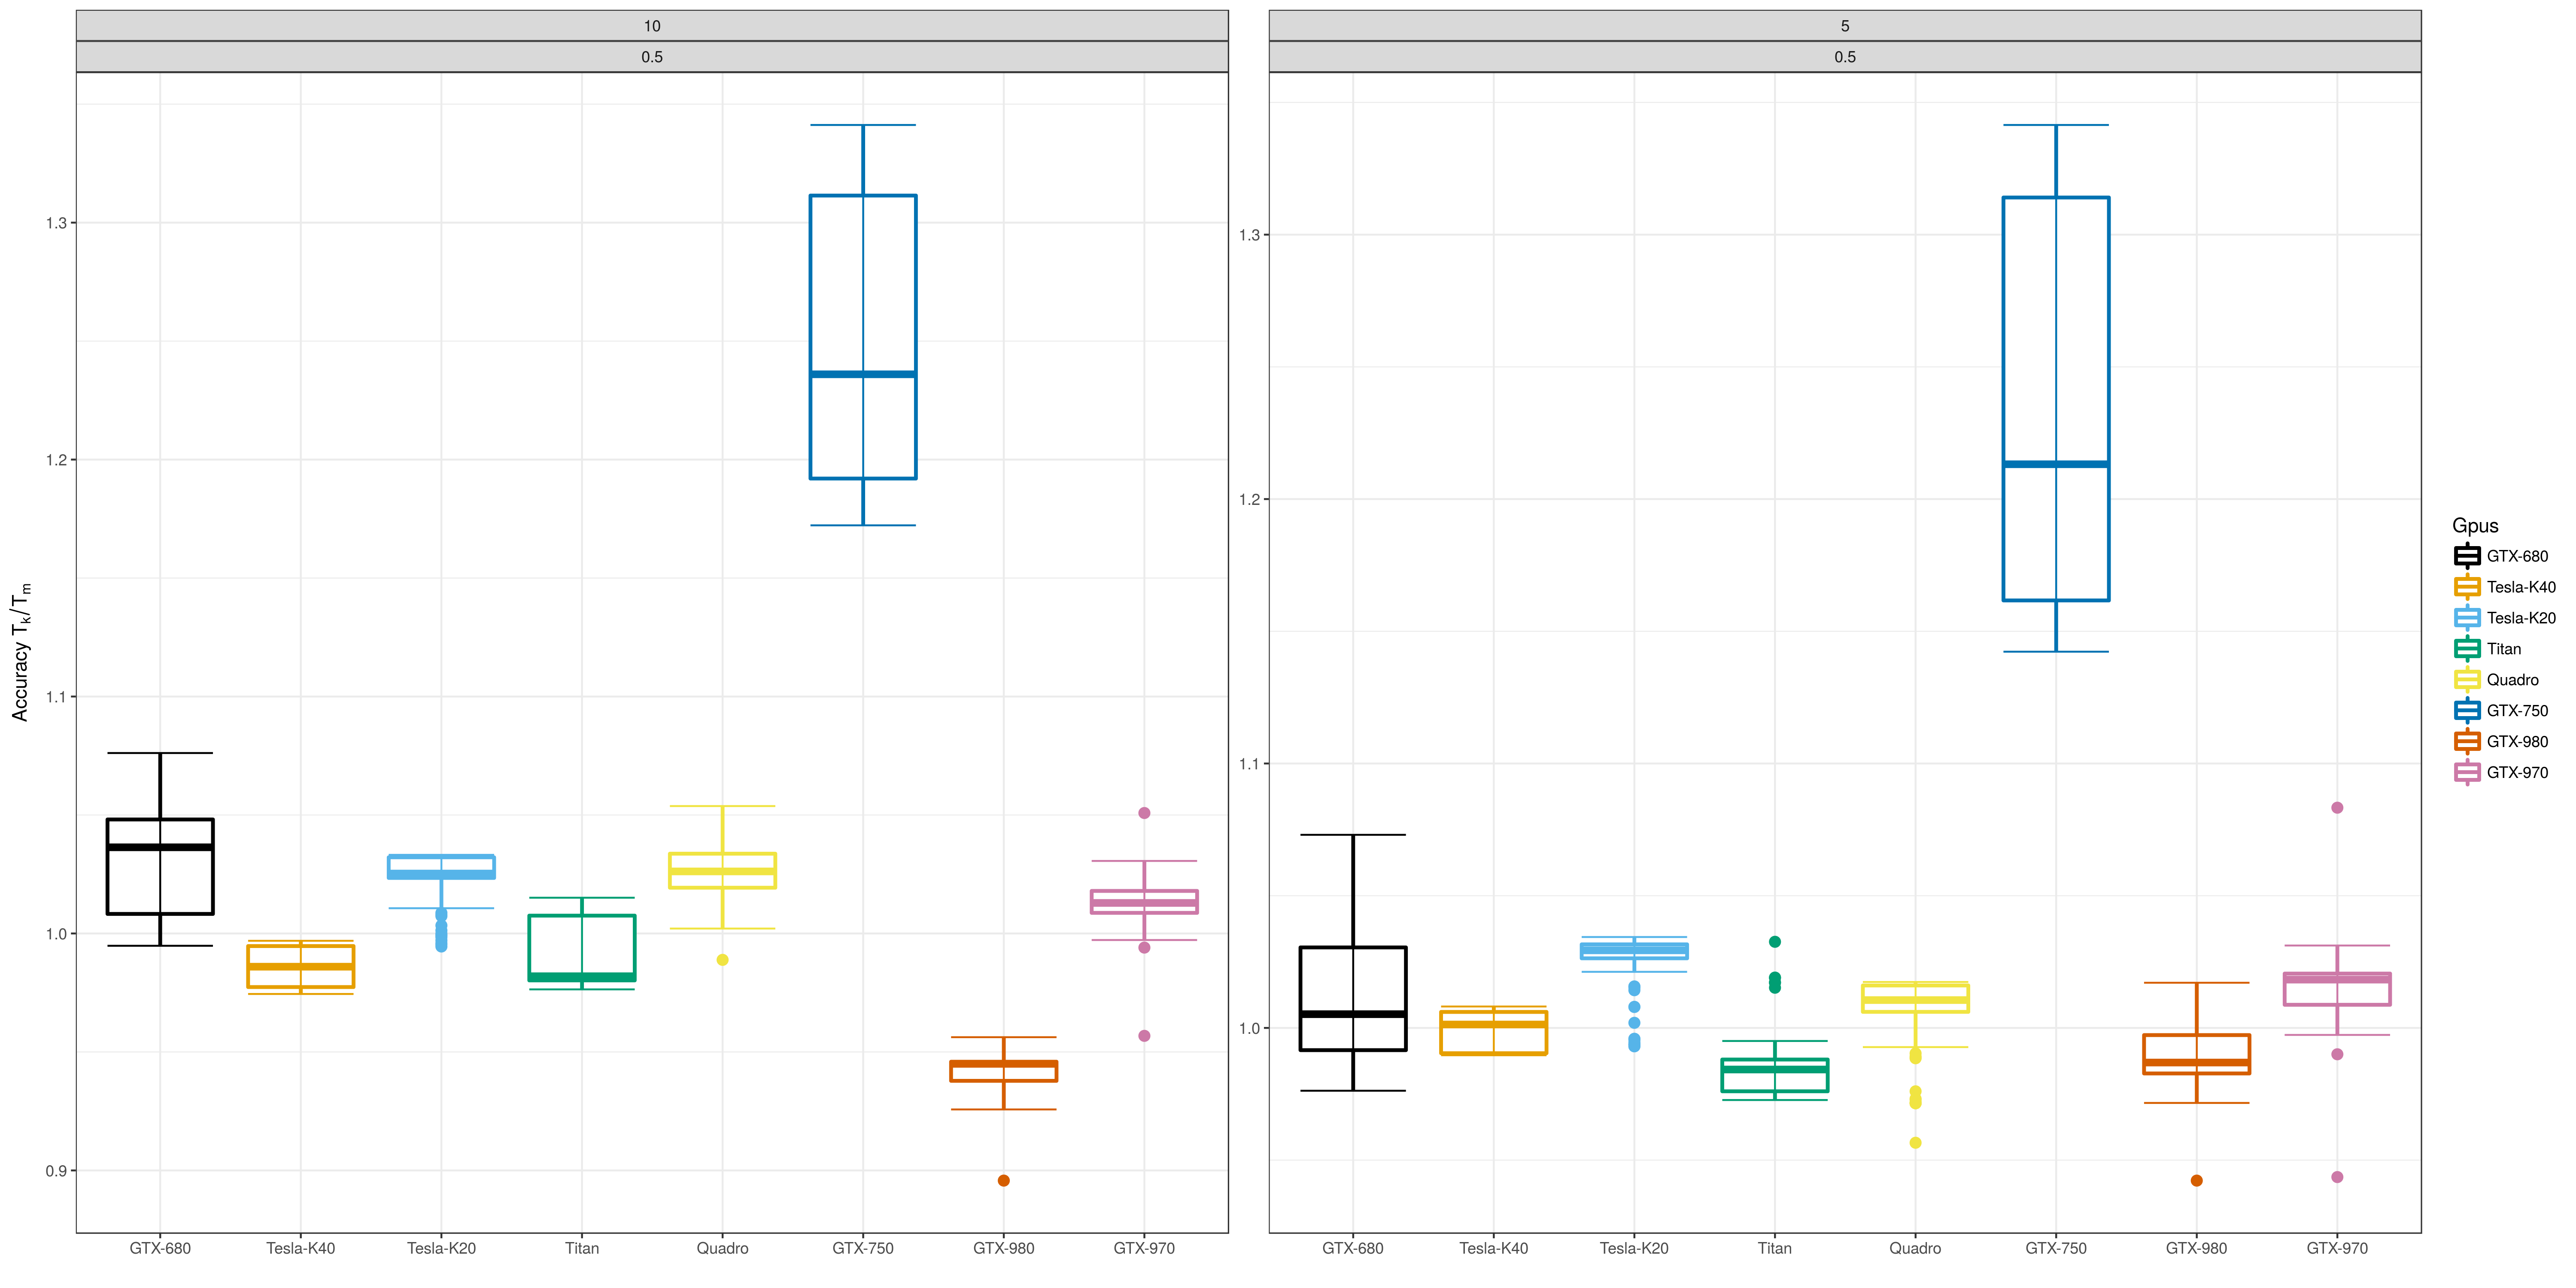 10
0.5
5
0.5
Accuracy Tk/Tm
1.3
1.2
1.1
1.0
0.9
GTX-680 Tesla-K40 Tesla-K20 Titan Quadro GTX-750 GTX-980 GTX-970
1.3
1.2
1.1
1.0
GTX-680 Tesla-K40 Tesla-K20 Titan Quadro GTX-750 GTX-980 GTX-970
Gpus
GTX-680
Tesla-K40
Tesla-K20
Titan
Quadro
GTX-750
GTX-980
GTX-970